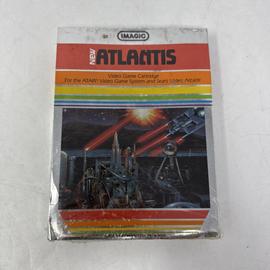 IMAGIC
NEW ATLANTIS
Video Game Cartridge
For the ATARI® Video Game System and Sears Video Arcade